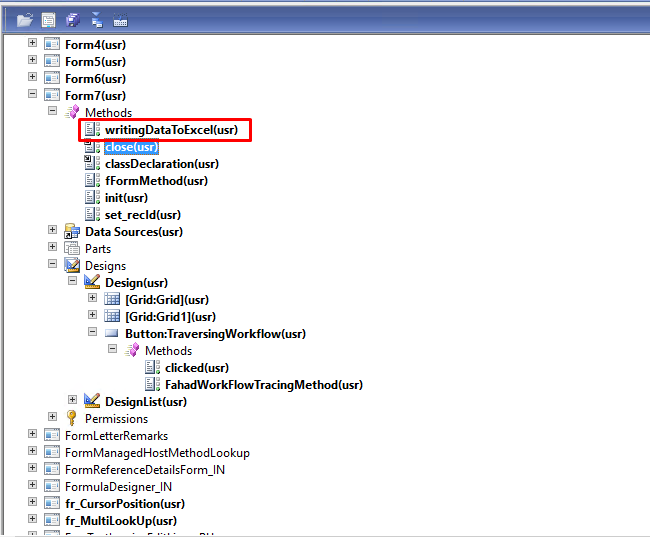 Form4(usr)
Form5(usr)
Form6(usr)
Form7(usr)
Methods
writingDataToExcel(usr)
close(usr)
classDeclaration(usr)
fFormMethod(usr)
init(usr)
set_recId(usr)
Data Sources(usr)
Parts
Designs
Design(usr)
[Grid:Grid](usr)
[Grid:Grid1](usr)
Button:TraversingWorkflow(usr)
Methods
clicked(usr)
FahadWorkFlowTracingMethod(usr)
DesignList(usr)
Permissions
FormLetterRemarks
FormManagedHostMethodLookup
FormReferenceDetailsForm_IN
FormulaDesigner_IN
fr_CursorPosition(usr)
fr_MultiLookUp(usr)